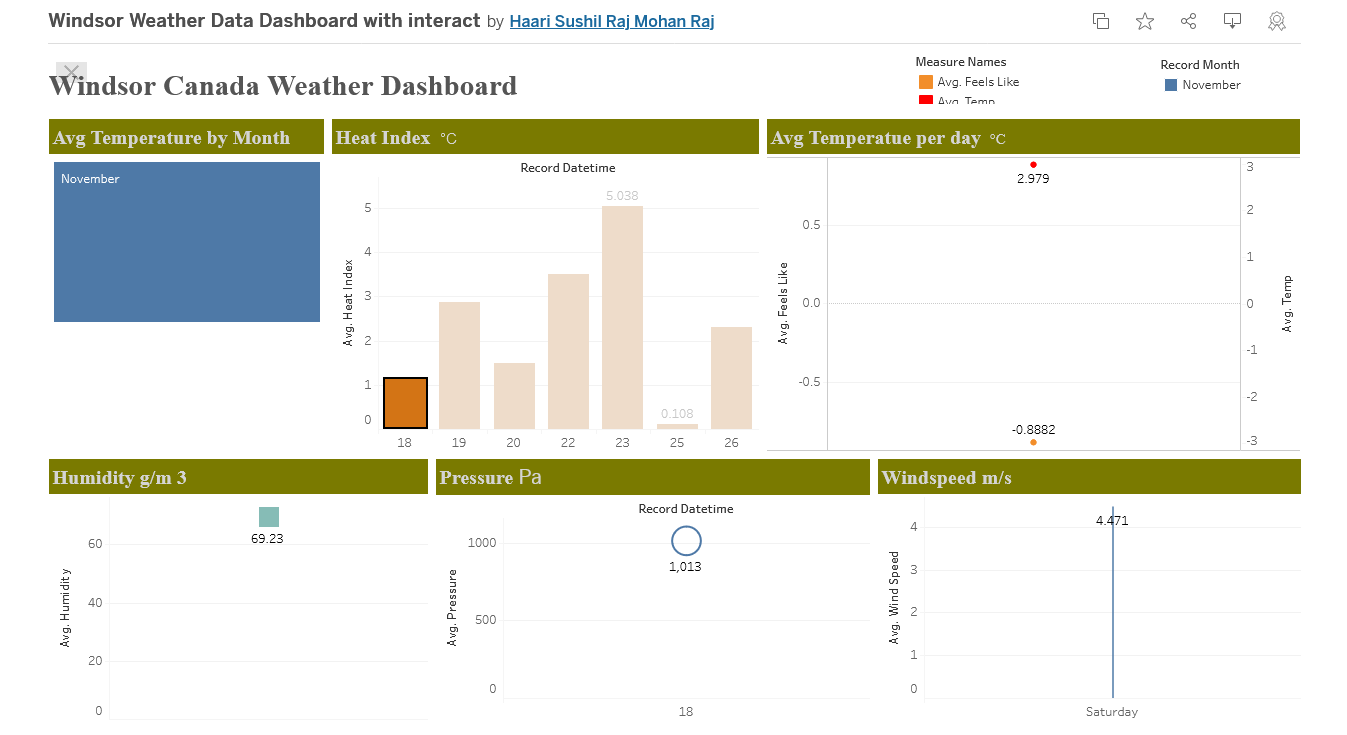 Windsor Weather Data Dashboard with interact by Haari Sushil Raj Mohan Raj
Windsor Canada Weather Dashboard
Measure Names
Avg. Feels Like
Avg. Temp
Record Month
November
Avg Temperature by Month
November
Heat Index °C
Record Datetime
Avg. Heat Index
5
4
3
2
1
0
5.038
0.108
18 19 20 22 23 25 26
Avg Temperatue per day °C
Avg. Feels Like
0.5
0.0
-0.5
2.979
-0.8882
3
2
1
0
-1
-2
-3
Avg. Temp
Humidity g/m 3
Avg. Humidity
60
40
20
0
69.23
Pressure Pa
Record Datetime
Avg. Pressure
1000
500
0
1,013
18
Windspeed m/s
Avg. Wind Speed
4
3
2
1
0
4.471
Saturday